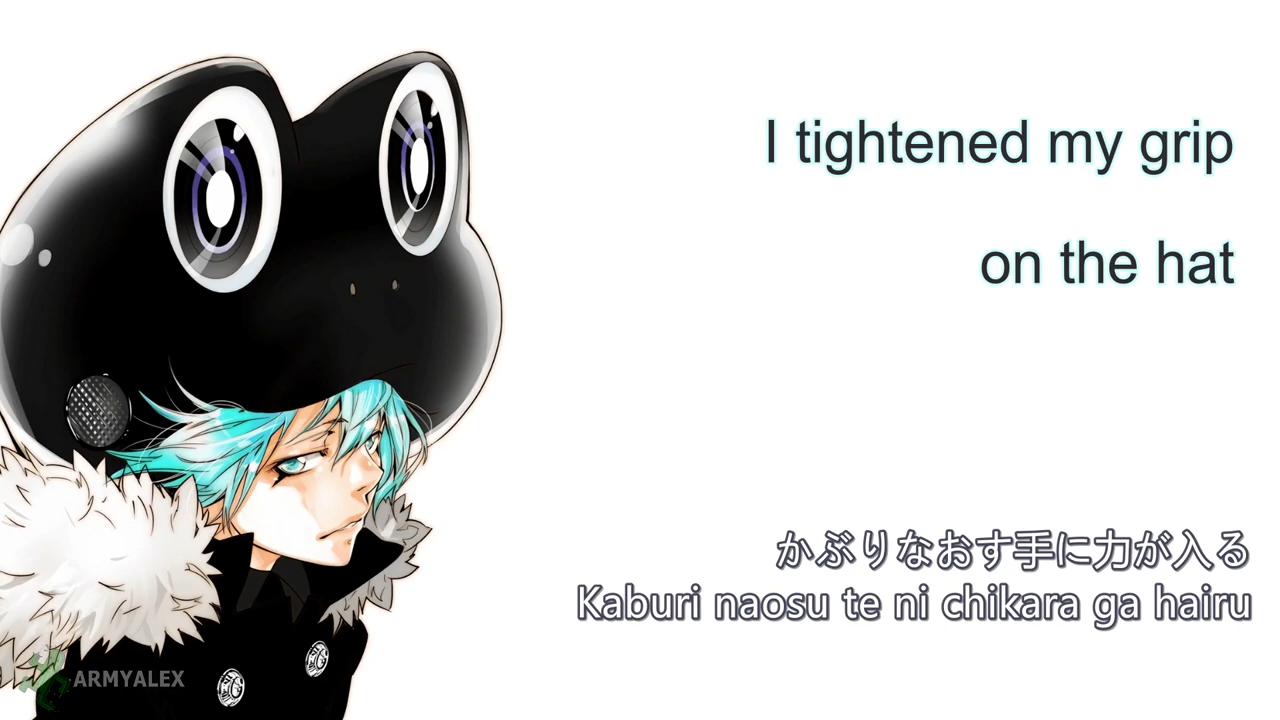 I tightened my grip
on the hat
かぶりなおす手に力が入る
Kaburi naosu te ni chikara ga hairu
ARMYALEX